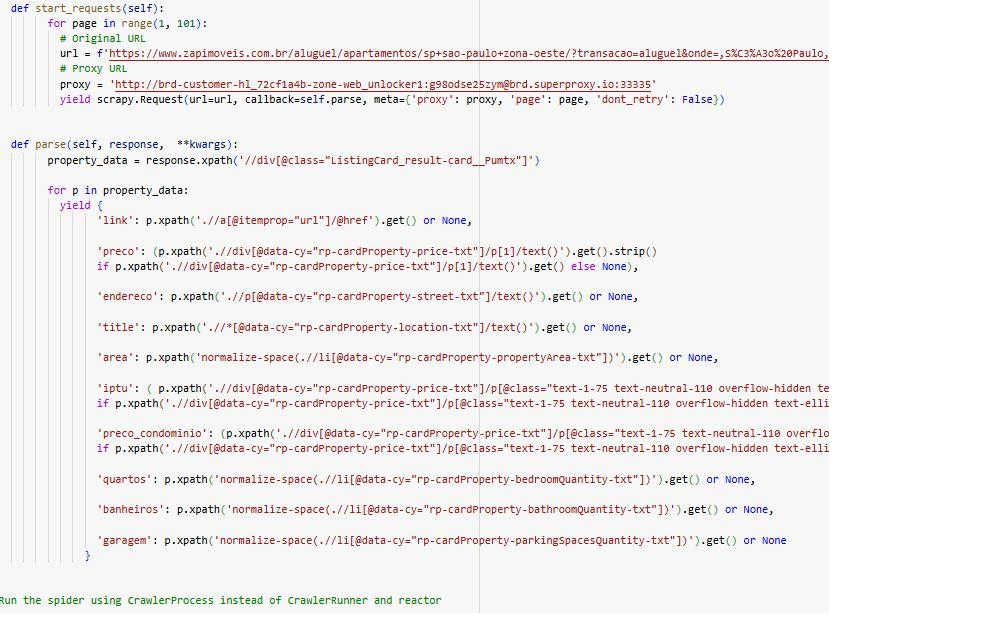 def start_requests(self):
for page in range(1, 101):
# Original URL
url = f'https://www.zapimoveis.com.br/aluguel/apartamentos/sp+sao-paulo+zona-oeste/?transacao=aluguel&onde=,S%C3%A3o%20Paulo,
# Proxy URL
proxy = 'http://brd-customer-hl_72cf1a4b-zone-web_unlocker1:g98odse25zym@brd.superproxy.io:33335'
yield scrapy.Request(url=url, callback=self.parse, meta={'proxy': proxy, 'page': page, 'dont_retry': False})
def parse(self, response, **kwargs):
property_data = response.xpath('//div[@class="ListingCard_result-card__Pumtx"]')
for p in property_data:
yield {
'link': p.xpath('.//a[@itemprop="url"]/@href').get() or None,
'preco': (p.xpath('.//div[@data-cy="rp-cardProperty-price-txt"]/p[1]/text()').get().strip()
if p.xpath('.//div[@data-cy="rp-cardProperty-price-txt"]/p[1]/text()').get() else None),
'endereco': p.xpath('.//p[@data-cy="rp-cardProperty-street-txt"]/text()').get() or None,
'title': p.xpath('.//*[@data-cy="rp-cardProperty-location-txt"]/text()').get() or None,
'area': p.xpath('normalize-space(.//li[@data-cy="rp-cardProperty-propertyArea-txt"])').get() or None,
'iptu': ( p.xpath('.//div[@data-cy="rp-cardProperty-price-txt"]/p[@class="text-1-75 text-neutral-110 overflow-hidden te
if p.xpath('.//div[@data-cy="rp-cardProperty-price-txt"]/p[@class="text-1-75 text-neutral-110 overflow-hidden text-elli
'preco_condominio': (p.xpath('.//div[@data-cy="rp-cardProperty-price-txt"]/p[@class="text-1-75 text-neutral-110 overflo
if p.xpath('.//div[@data-cy="rp-cardProperty-price-txt"]/p[@class="text-1-75 text-neutral-110 overflow-hidden text-elli
'quartos': p.xpath('normalize-space(.//li[@data-cy="rp-cardProperty-bedroomQuantity-txt"])').get() or None,
'banheiros': p.xpath('normalize-space(.//li[@data-cy="rp-cardProperty-bathroomQuantity-txt"])').get() or None,
'garagem': p.xpath('normalize-space(.//li[@data-cy="rp-cardProperty-parkingSpacesQuantity-txt"])').get() or None
}
Run the spider using CrawlerProcess instead of CrawlerRunner and reactor